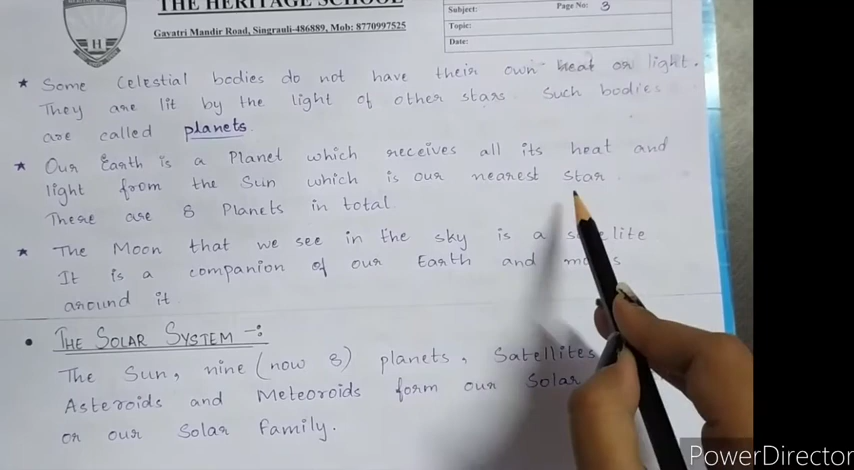 THE HERITAGE SCHOOL
Gayatri Mandir Road, Singrauli-486889, Mob: 8770997525
H
Subject:
Page No: 3
Topic:
Date:
★ Some Celestial bodies do not have their own heat or light.
They are lit by the light of other stars Such bodies
are called planets.
★ Our Earth is a Planet which receives all its heat and
light from the Sun which is our nearest star.
There are 8 Planets in total
★ The Moon that we see in the sky is a
It is a companion of our Earth and
around it
• THE SOLAR SYSTEM -:
The Sun, nine (now 8) planets, Satellites
Asteroids and Meteoroids form our Solar
or our Solar family.
PowerDirector